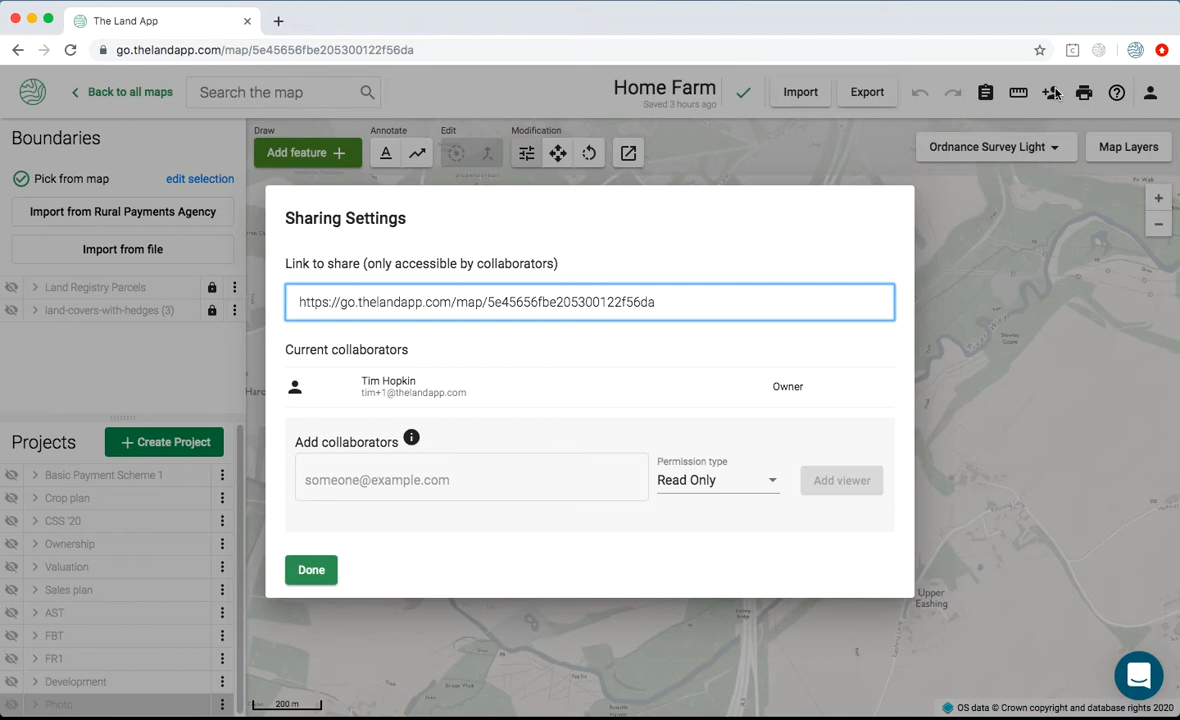 The Land App
go.thelandapp.com/map/5e45656fbe205300122f56da
Back to all maps
Search the map
Home Farm
Saved 3 hours ago
Import
Export
Boundaries
Pick from map
edit selection
Import from Rural Payments Agency
Import from file
Land Registry Parcels
land-covers-with-hedges (3)
Draw
Annotate
Edit
Modification
Add feature +
Ordnance Survey Light
Map Layers
Sharing Settings
Link to share (only accessible by collaborators)
https://go.thelandapp.com/map/5e45656fbe205300122f56da
Current collaborators
Tim Hopkin
tim+1@thelandapp.com
Owner
Add collaborators
someone@example.com
Permission type
Read Only
Add viewer
Done
Projects
+ Create Project
Basic Payment Scheme 1
Crop plan
CSS '20
Ownership
Valuation
Sales plan
AST
FBT
FR1
Development
Photo
Upper
Eashing
200 m
OS data © Crown copyright and database rights 2020